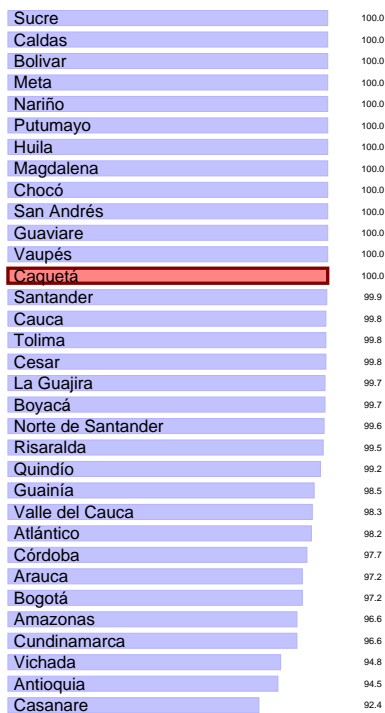 Sucre 100.0
Caldas 100.0
Bolivar 100.0
Meta 100.0
Nariño 100.0
Putumayo 100.0
Huila 100.0
Magdalena 100.0
Chocó 100.0
San Andrés 100.0
Guaviare 100.0
Vaupés 100.0
Caquetá 100.0
Santander 99.9
Cauca 99.8
Tolima 99.8
Cesar 99.8
La Guajira 99.7
Boyacá 99.7
Norte de Santander 99.6
Risaralda 99.5
Quindío 99.2
Guainía 98.5
Valle del Cauca 98.3
Atlántico 98.2
Córdoba 97.7
Arauca 97.2
Bogotá 97.2
Amazonas 96.6
Cundinamarca 96.6
Vichada 94.8
Antioquia 94.5
Casanare 92.4